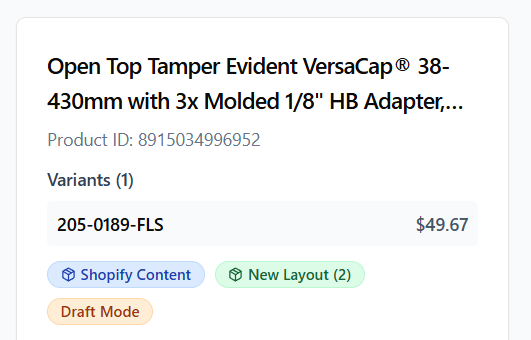 Open Top Tamper Evident VersaCap® 38-
430mm with 3x Molded 1/8" HB Adapter,...
Product ID: 8915034996952
Variants (1)
205-0189-FLS $49.67
Shopify Content New Layout (2)
Draft Mode